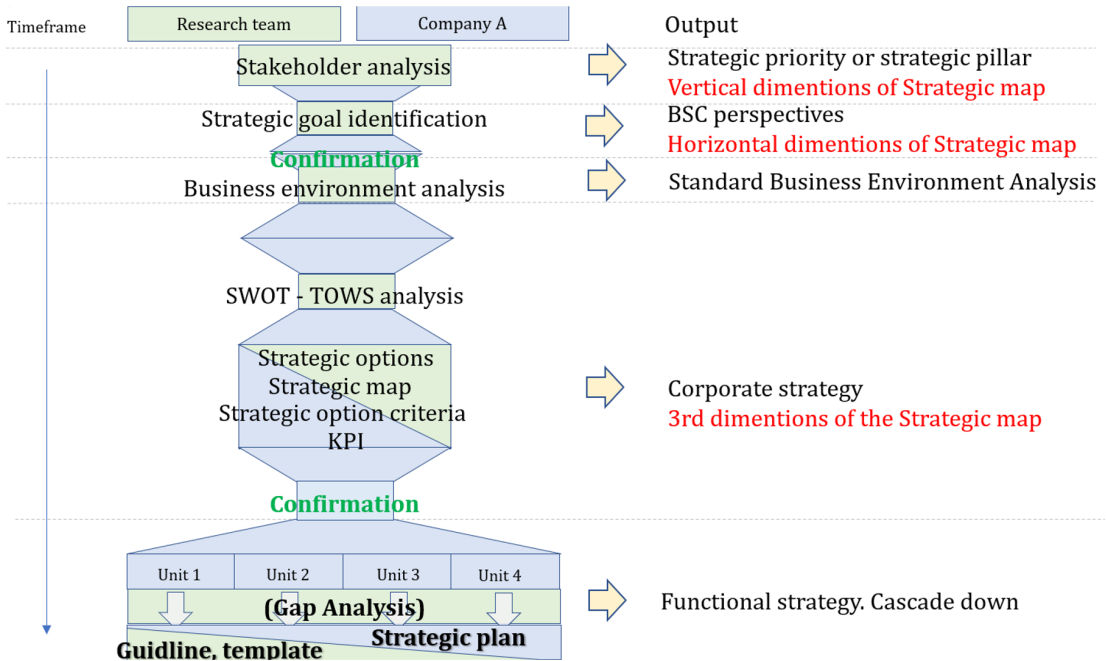 Timeframe
Research team
Company A
Output
Stakeholder analysis
Strategic priority or strategic pillar
Vertical dimentions of Strategic map
Strategic goal identification
BSC perspectives
Horizontal dimentions of Strategic map
Confirmation
Business environment analysis
Standard Business Environment Analysis
SWOT - TOWS analysis
Strategic options
Strategic map
Strategic option criteria
KPI
Corporate strategy
3rd dimentions of the Strategic map
Confirmation
Unit 1
Unit 2
Unit 3
Unit 4
(Gap Analysis)
Functional strategy. Cascade down
Strategic plan
Guidline, template